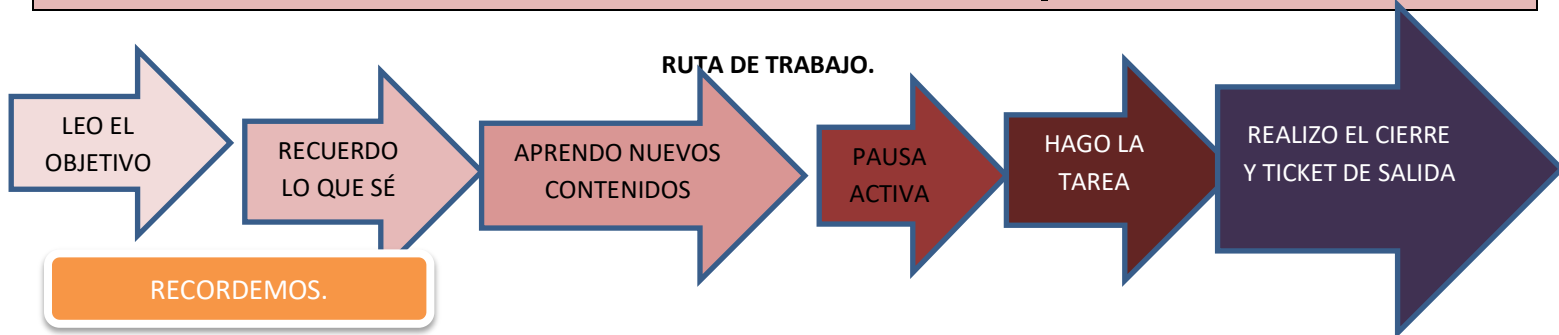 RUTA DE TRABAJO.
LEO EL
OBJETIVO
RECUERDO
LO QUE SÉ
APRENDO NUEVOS
CONTENIDOS
PAUSA
ACTIVA
HAGO LA
TAREA
REALIZO EL CIERRE
Y TICKET DE SALIDA
RECORDEMOS.